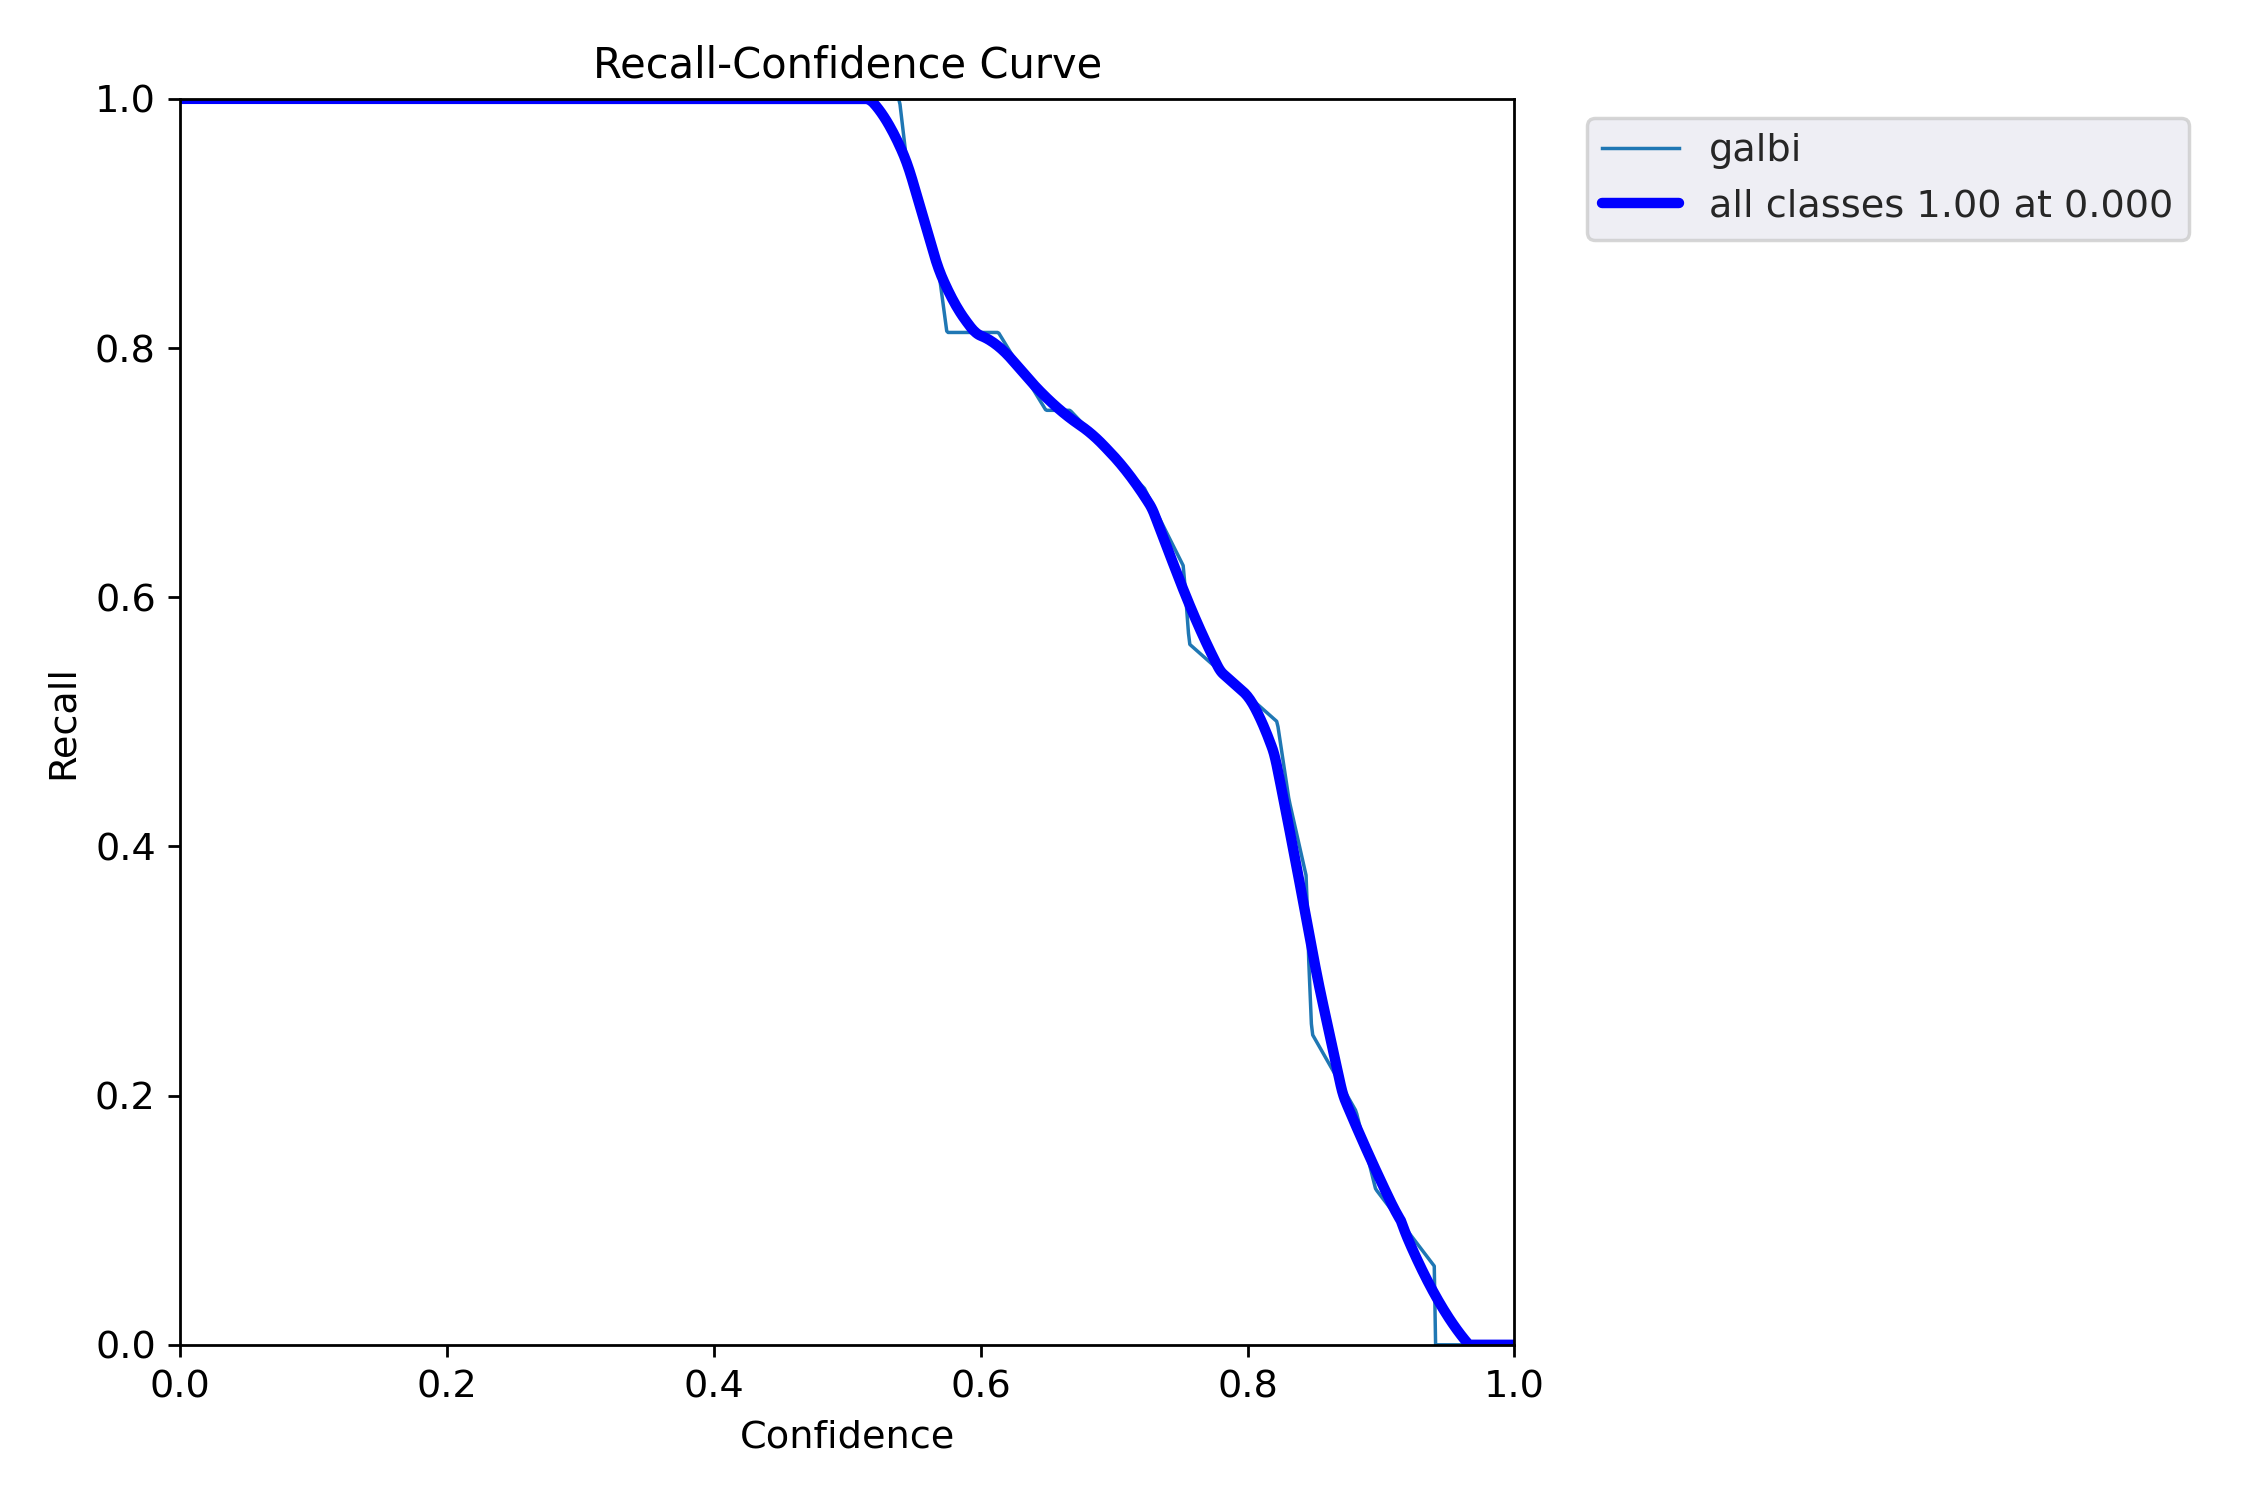 Recall-Confidence Curve
1.0
0.8
0.6
0.4
0.2
0.0
Recall
0.0 0.2 0.4 0.6 0.8 1.0
Confidence
galbi
all classes 1.00 at 0.000